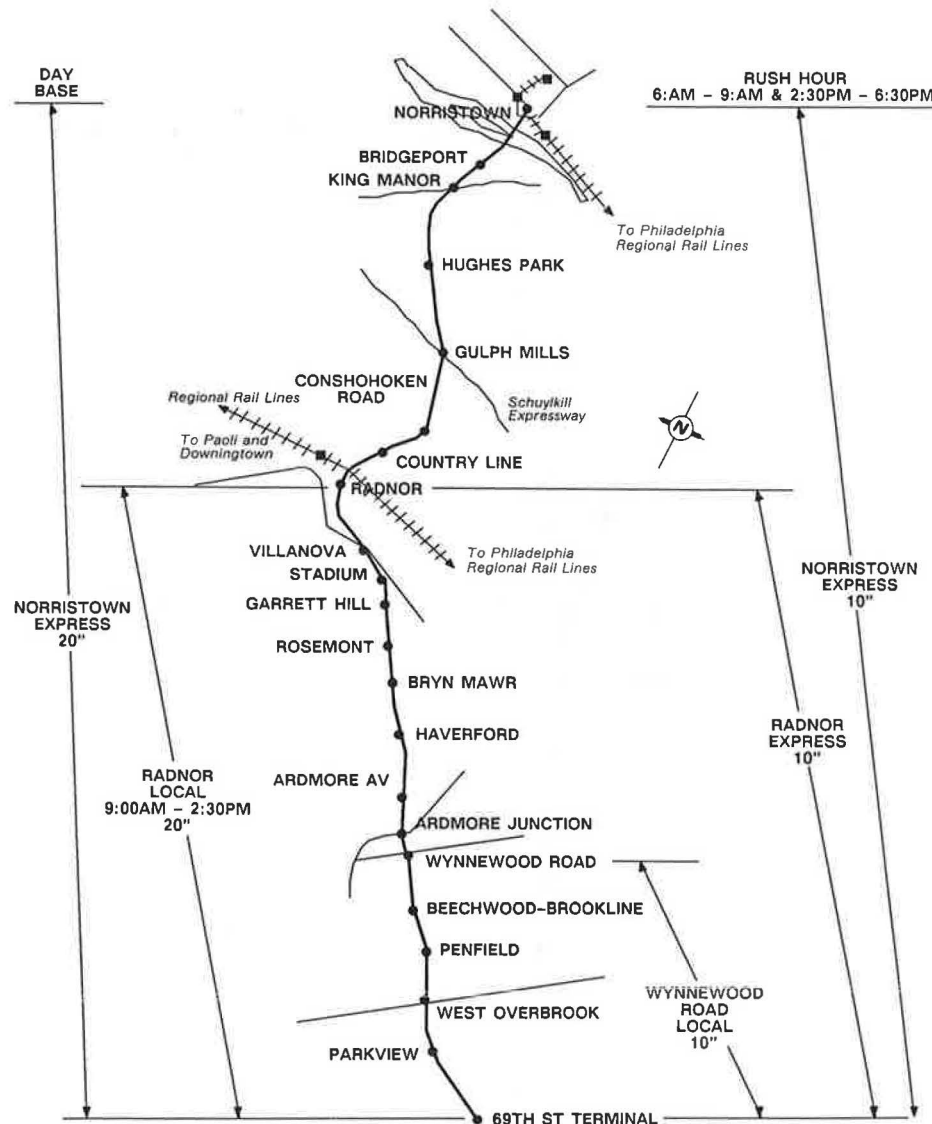 DAY
BASE
RUSH HOUR
6:AM – 9:AM & 2:30PM – 6:30PM
NORRISTOWN
BRIDGEPORT
KING MANOR
To Philadelphia
Regional Rail Lines
HUGHES PARK
GULPH MILLS
CONSHOHOKEN
ROAD
Schuylkill
Expressway
Regional Rail Lines
To Paoli and
Downingtown
N
COUNTRY LINE
RADNOR
To Philadelphia
Regional Rail Lines
VILLANOVA
STADIUM
GARRETT HILL
NORRISTOWN
EXPRESS
20"
NORRISTOWN
EXPRESS
10"
ROSEMONT
BRYN MAWR
HAVERFORD
RADNOR
EXPRESS
10"
RADNOR
LOCAL
9:00AM – 2:30PM
20"
ARDMORE AV
ARDMORE JUNCTION
WYNNEWOOD ROAD
BEECHWOOD–BROOKLINE
PENFIELD
WEST OVERBROOK
WYNNEWOOD
ROAD
LOCAL
10"
PARKVIEW
69TH ST TERMINAL